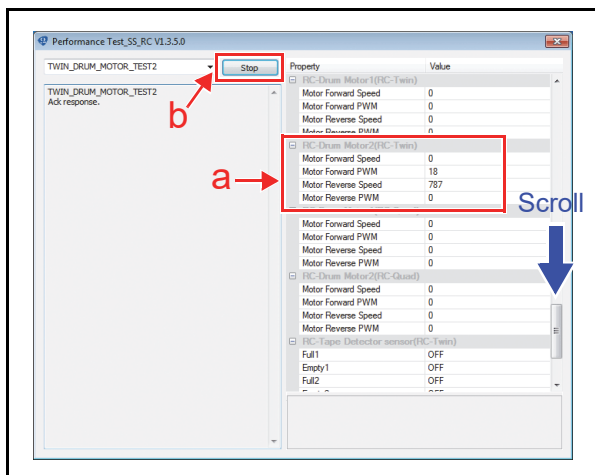 Performance Test_SS_RC V1.3.5.0
TWIN_DRUM_MOTOR_TEST2 Stop
TWIN_DRUM_MOTOR_TEST2
Ack response.
b
a
Scroll
Property Value
RC-Drum Motor1(RC-Twin)
Motor Forward Speed 0
Motor Forward PWM 0
Motor Reverse Speed 0
Motor Reverse PWM 0
RC-Drum Motor2(RC-Twin)
Motor Forward Speed 0
Motor Forward PWM 18
Motor Reverse Speed 787
Motor Reverse PWM 0
Motor Forward Speed 0
Motor Forward PWM 0
Motor Reverse Speed 0
Motor Reverse PWM 0
RC-Drum Motor2(RC-Quad)
Motor Forward Speed 0
Motor Forward PWM 0
Motor Reverse Speed 0
Motor Reverse PWM 0
RC-Tape Detector sensor(RC-Twin)
Full1 OFF
Empty1 OFF
Full2 OFF